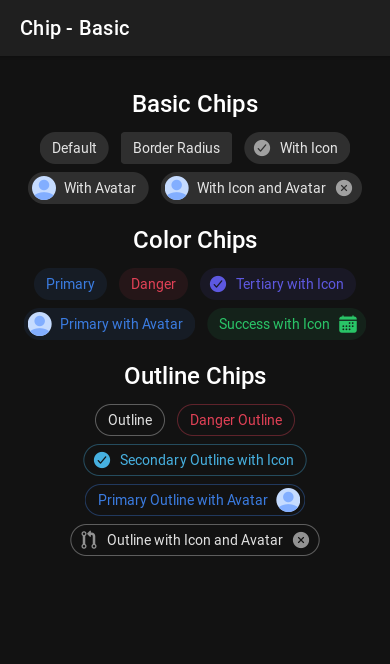 Chip - Basic
Basic Chips
Default Border Radius With Icon
With Avatar With Icon and Avatar
Color Chips
Primary Danger Tertiary with Icon
Primary with Avatar Success with Icon
Outline Chips
Outline Danger Outline
Secondary Outline with Icon
Primary Outline with Avatar
Outline with Icon and Avatar